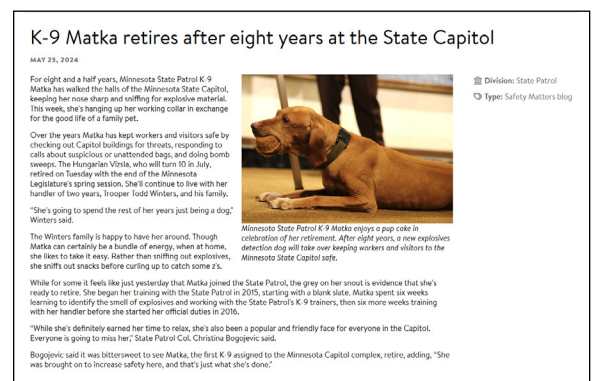 K-9 Matka retires after eight years at the State Capitol
MAY 23, 2024
For eight and a half years, Minnesota State Patrol K-9
Matka has walked the halls of the Minnesota State Capitol,
keeping her nose sharp and sniffing for explosive material.
This week, she's hanging up her working collar in exchange
for the good life of a family pet.
Over the years Matka has kept workers and visitors safe by
checking out Capitol buildings for threats, responding to
calls about suspicious or unattended bags, and doing bomb
sweeps. The Hungarian Vizsla, who will turn 10 in July,
retired on Tuesday with the end of the Minnesota
Legislature's spring session. She'll continue to live with her
handler of two years, Trooper Todd Winters, and his family.
"She's going to spend the rest of her years just being a dog,"
Winters said.
The Winters family is happy to have her around. Though
Matka can certainly be a bundle of energy, when at home,
she likes to take it easy. Rather than sniffing out explosives,
she sniffs out snacks before curling up to catch some z's.
Minnesota State Patrol K-9 Matka enjoys a pup cake in
celebration of her retirement. After eight years, a new explosives
detection dog will take over keeping workers and visitors to the
Minnesota State Capitol safe.
While for some it feels like just yesterday that Matka joined the State Patrol, the grey on her snout is evidence that she's
ready to retire. She began her training with the State Patrol in 2015, starting with a blank slate. Matka spent six weeks
learning to identify the smell of explosives and working with the State Patrol's K-9 trainers, then six more weeks training
with her handler before she started her official duties in 2016.
"While she's definitely earned her time to relax, she's also been a popular and friendly face for everyone in the Capitol.
Everyone is going to miss her," State Patrol Col. Christina Bogojevic said.
Bogojevic said it was bittersweet to see Matka, the first K-9 assigned to the Minnesota Capitol complex, retire, adding, "She
was brought on to increase safety here, and that's just what she's done."
Division: State Patrol
Type: Safety Matters blog